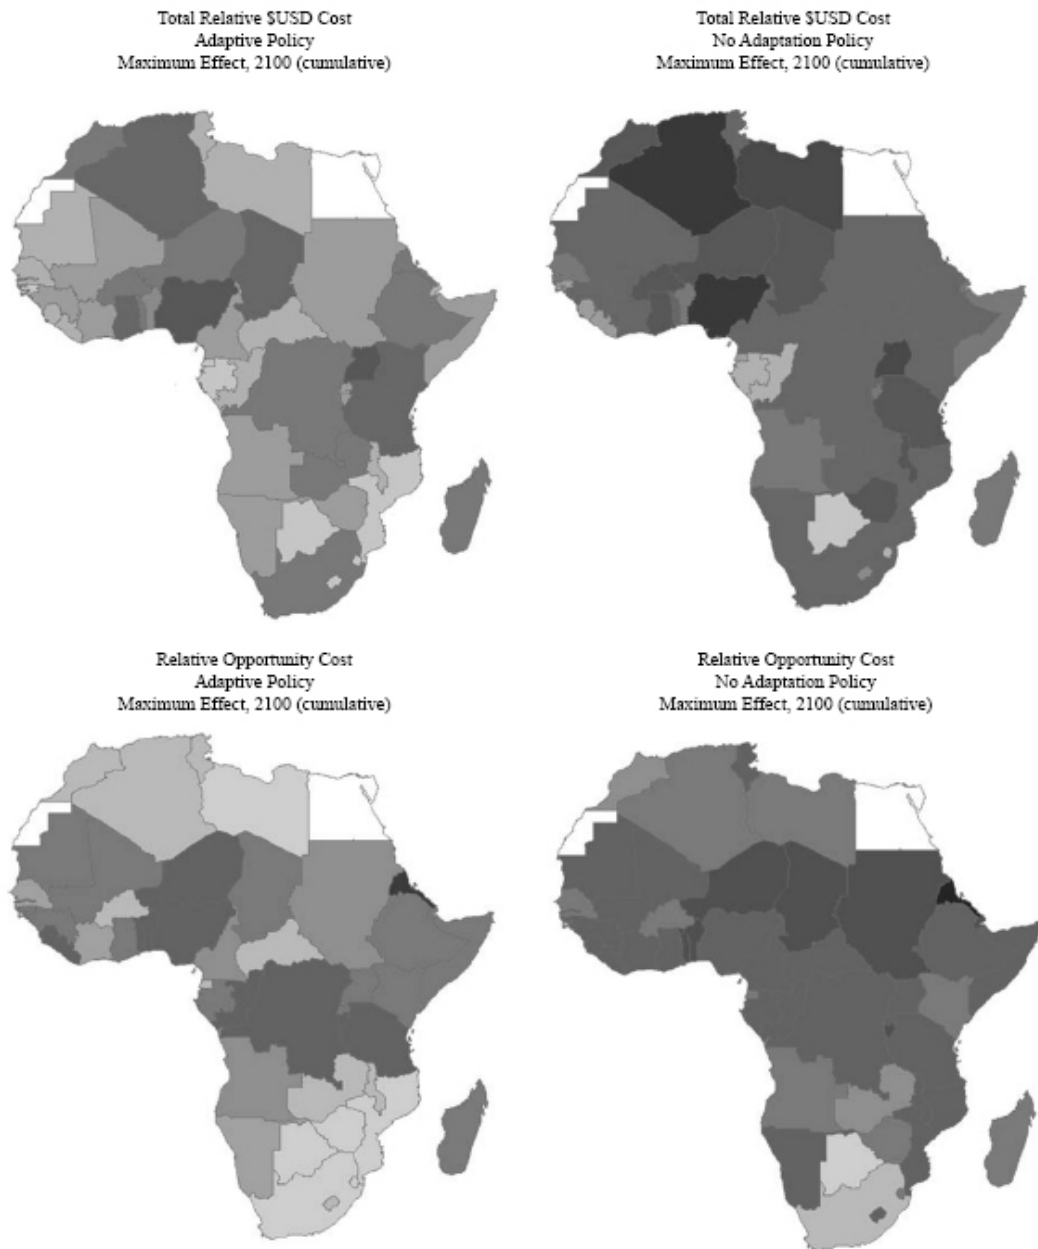 Total Relative $USD Cost
Adaptive Policy
Maximum Effect, 2100 (cumulative)
Total Relative $USD Cost
No Adaptation Policy
Maximum Effect, 2100 (cumulative)
Relative Opportunity Cost
Adaptive Policy
Maximum Effect, 2100 (cumulative)
Relative Opportunity Cost
No Adaptation Policy
Maximum Effect, 2100 (cumulative)